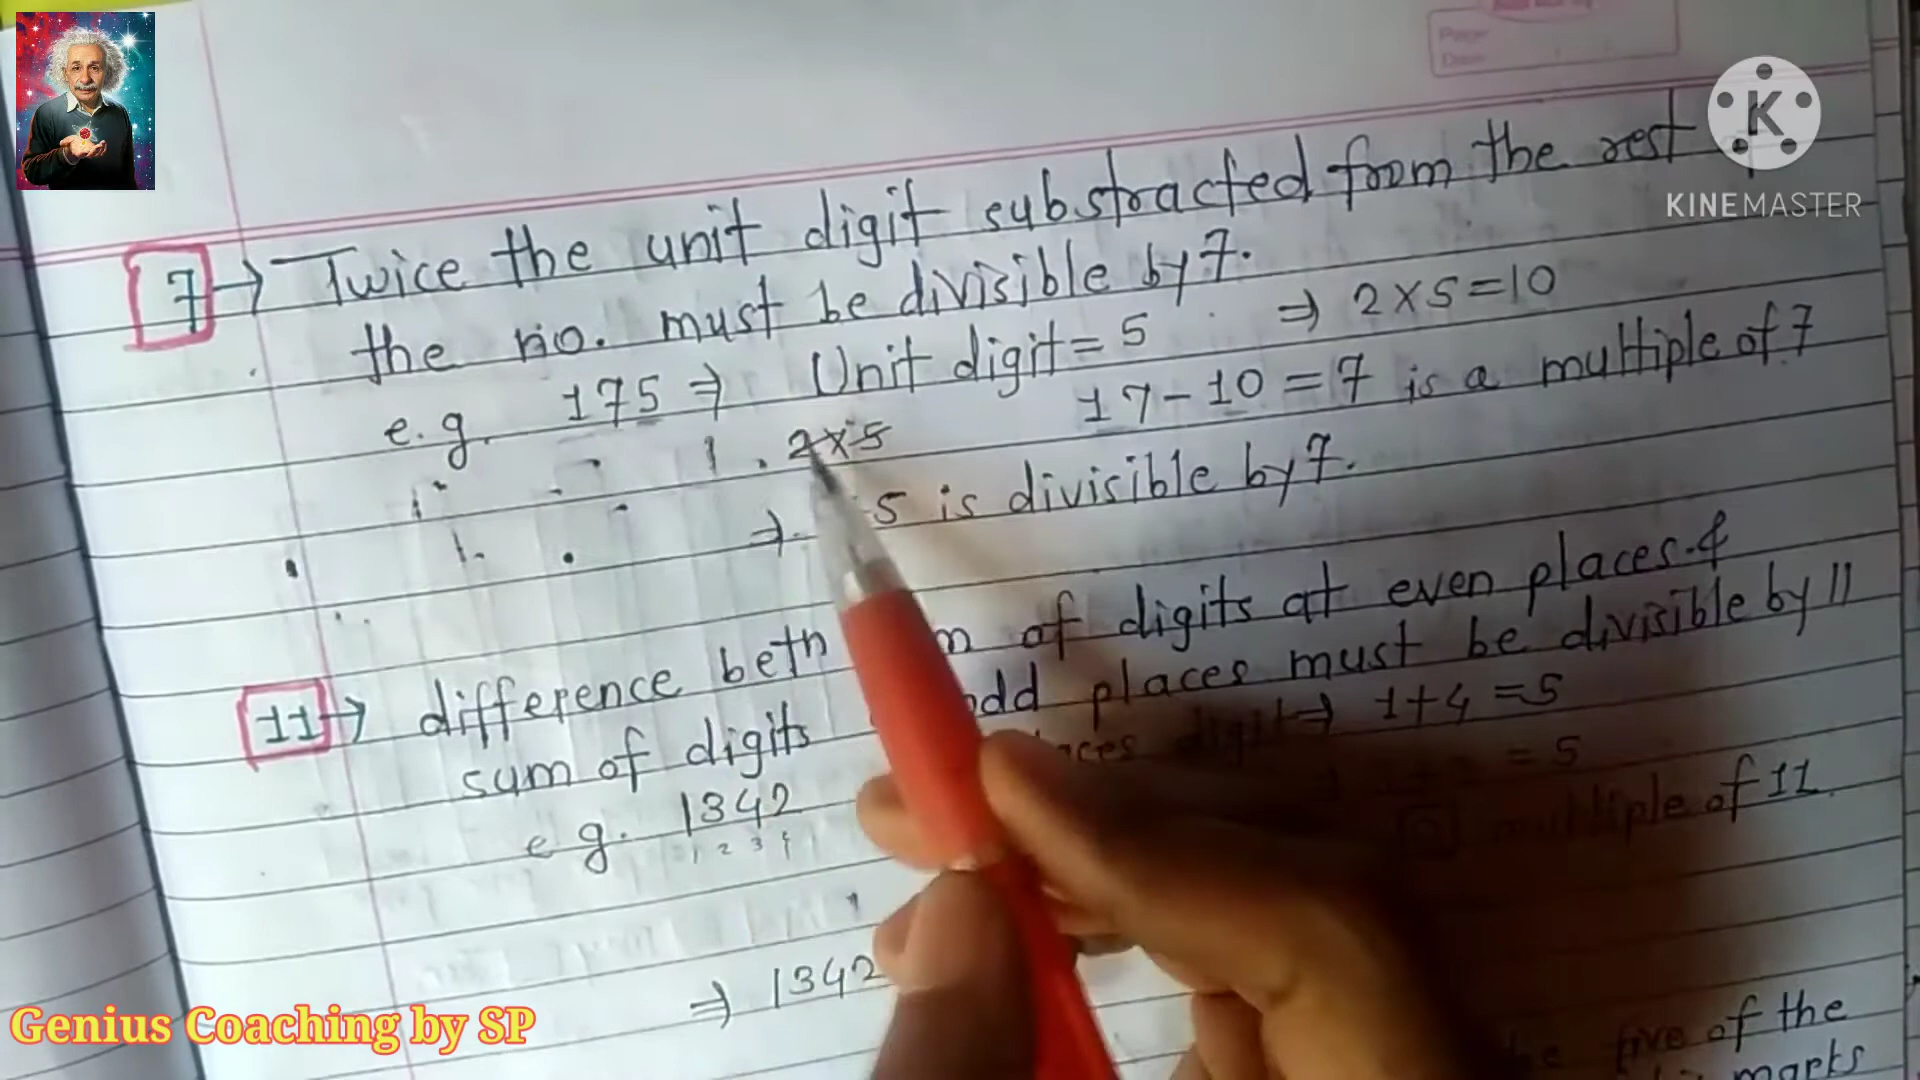 Page
Date
K
KINEMASTER
7 → Twice the unit digit substracted from the rest
the no. must be divisible by 7.
e.g. 175 ⇒ Unit digit = 5 ⇒ 2×5=10
17-10=7 is a multiple of 7
2×5
⇒ 5 is divisible by 7.
11 → difference betn of digits at even places &
sum of digits odd places must be divisible by 11
e g. 1342 digit ⇒ 1+4=5
1 2 3 4 = 5
multiple of 11
⇒ 1342
five of the
marks
Genius Coaching by SP